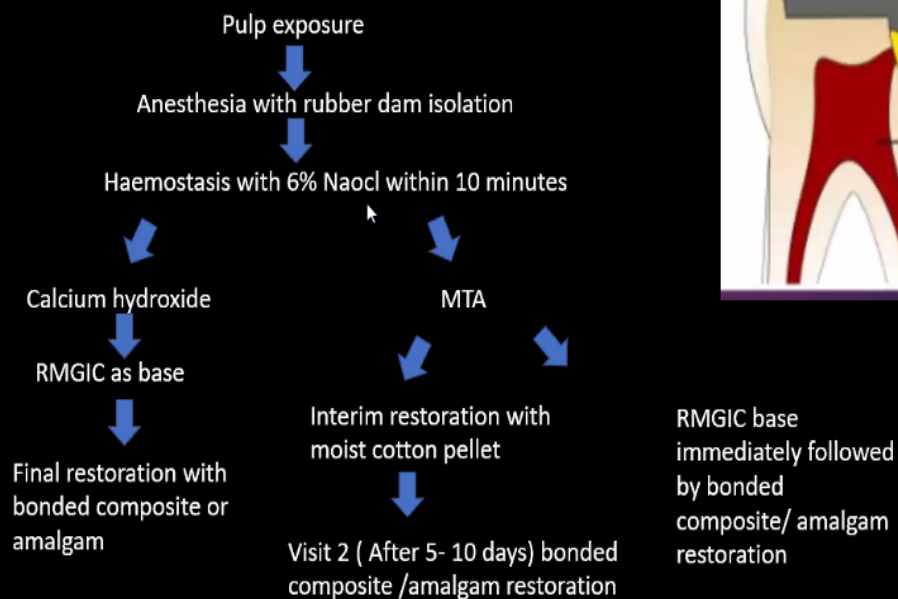 Pulp exposure
Anesthesia with rubber dam isolation
Haemostasis with 6% Naocl within 10 minutes
Calcium hydroxide
RMGIC as base
Final restoration with
bonded composite or
amalgam
MTA
Interim restoration with
moist cotton pellet
Visit 2 ( After 5- 10 days) bonded
composite /amalgam restoration
RMGIC base
immediately followed
by bonded
composite/ amalgam
restoration